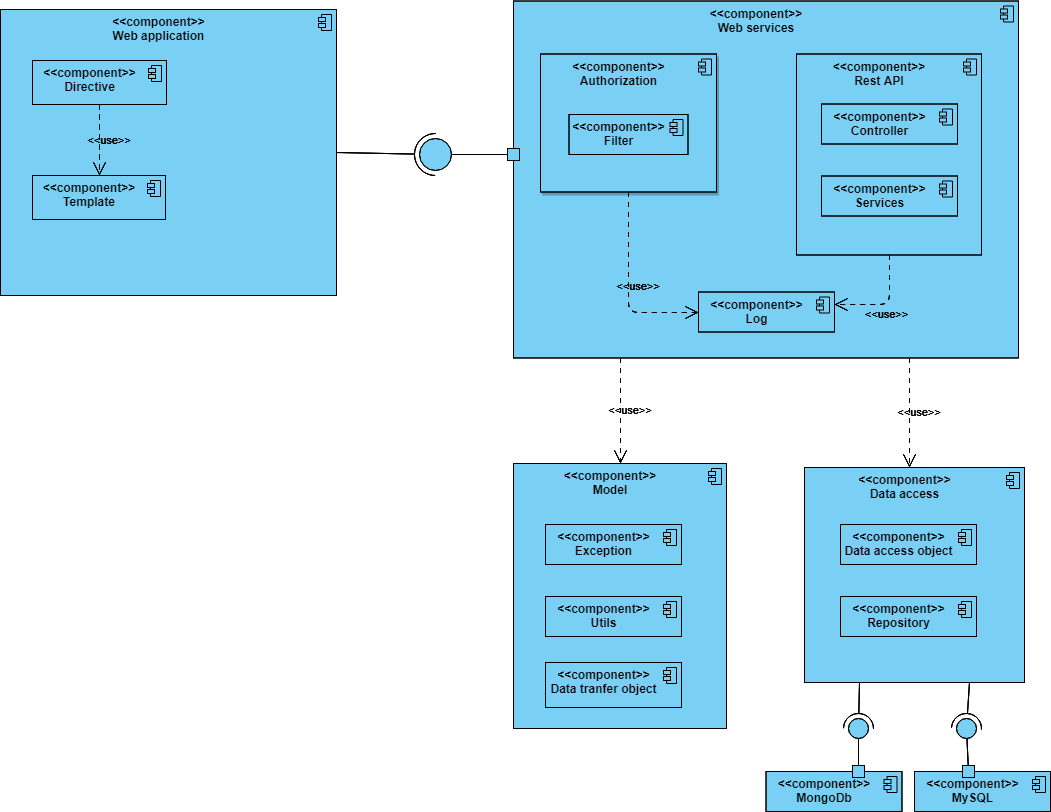 <<component>>
Web application
<<component>>
Directive
<<use>>
<<component>>
Template
<<component>>
Web services
<<component>>
Authorization
<<component>>
Filter
<<component>>
Rest API
<<component>>
Controller
<<component>>
Services
<<use>>
<<component>>
Log
<<use>>
<<use>>
<<use>>
<<component>>
Model
<<component>>
Exception
<<component>>
Utils
<<component>>
Data tranfer object
<<component>>
Data access
<<component>>
Data access object
<<component>>
Repository
<<component>>
MongoDb
<<component>>
MySQL